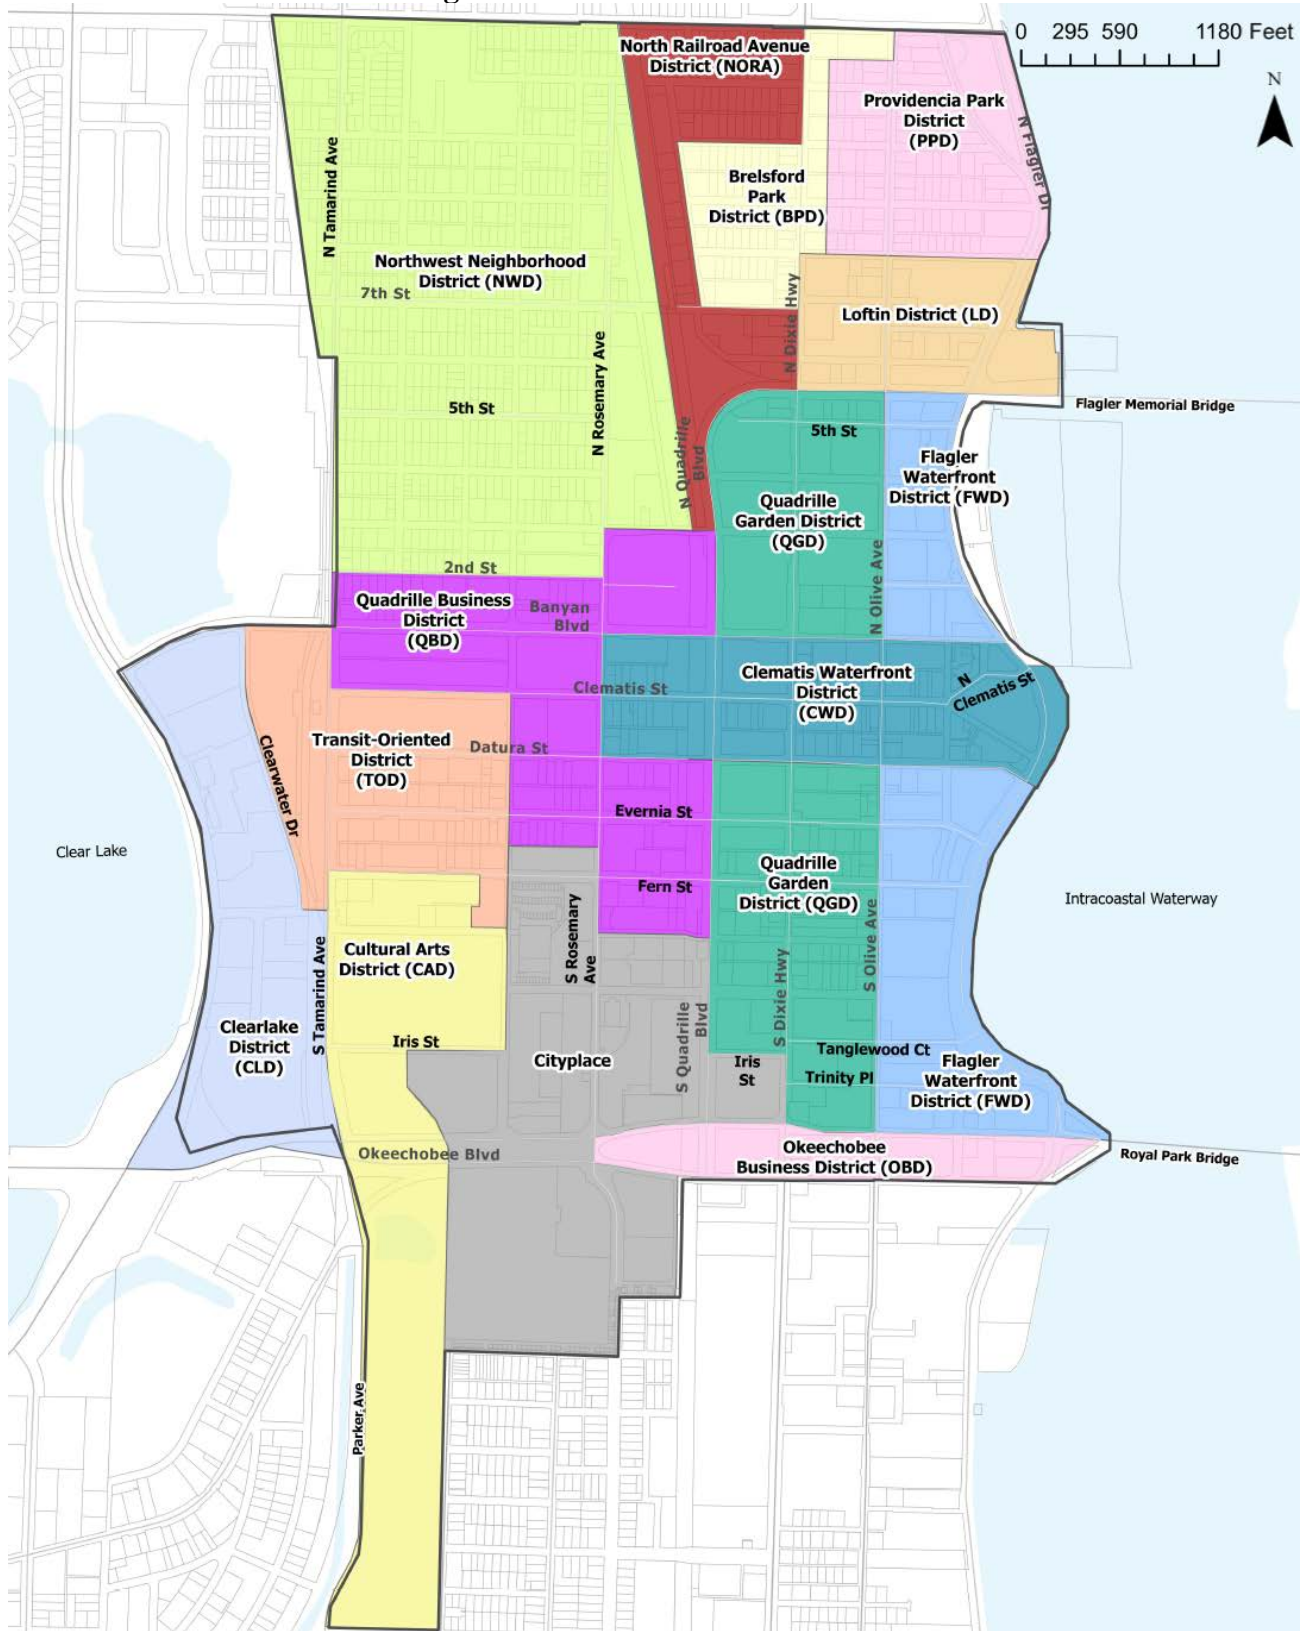 0 295 590 1180 Feet
N
North Railroad Avenue
District (NORA)
Providencia Park
District
(PPD)
N Flagler Dr
N Tamarind Ave
Brelsford
Park
District (BPD)
Northwest Neighborhood
District (NWD)
7th St
N Dixie Hwy
Loftin District (LD)
N Rosemary Ave
5th St
Flagler Memorial Bridge
N Quadrille
Blvd
5th St
Flagler
Waterfront
District (FWD)
Quadrille
Garden District
(QGD)
N Olive Ave
2nd St
Quadrille Business
District
(QBD)
Banyan
Blvd
Clematis St
Clematis Waterfront
District
(CWD)
N
Clematis St
Transit-Oriented
District
(TOD)
Datura St
Clearwater Dr
Evernia St
Clear Lake
Quadrille
Garden
District (QGD)
Fern St
Intracoastal Waterway
S Rosemary
Ave
S Olive Ave
Cultural Arts
District (CAD)
S Tamarind Ave
S Dixie Hwy
Clearlake
District
(CLD)
Iris St
Cityplace
S Quadrille
Blvd
Iris
St
Tanglewood Ct
Trinity Pl
Flagler
Waterfront
District (FWD)
Okeechobee Blvd
Okeechobee
Business District (OBD)
Royal Park Bridge
Parker Ave